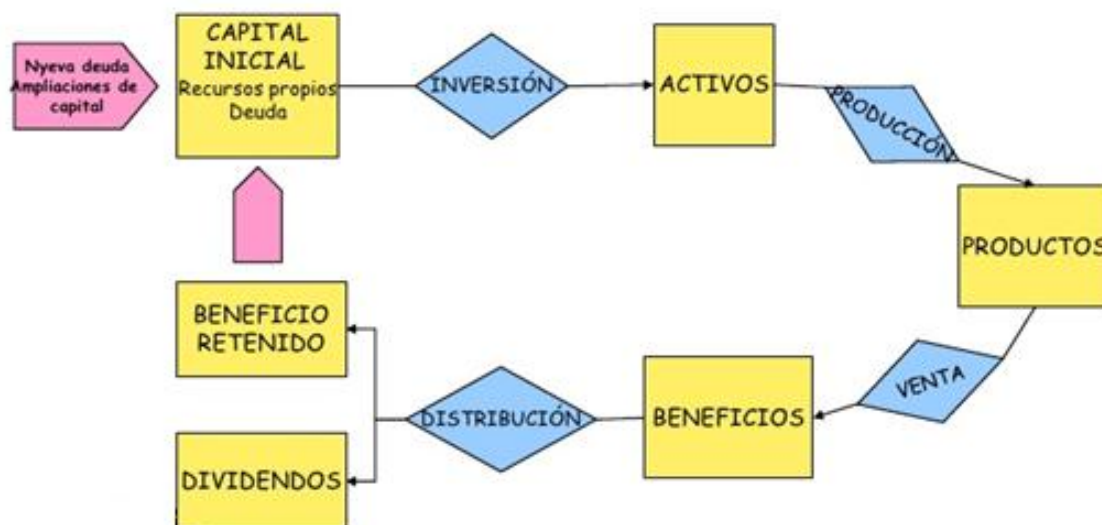 Nyeva deuda
Ampliaciones de
capital
CAPITAL
INICIAL
Recursos propios
Deuda
INVERSIÓN
ACTIVOS
PRODUCCIÓN
PRODUCTOS
VENTA
BENEFICIOS
DISTRIBUCIÓN
BENEFICIO
RETENIDO
DIVIDENDOS